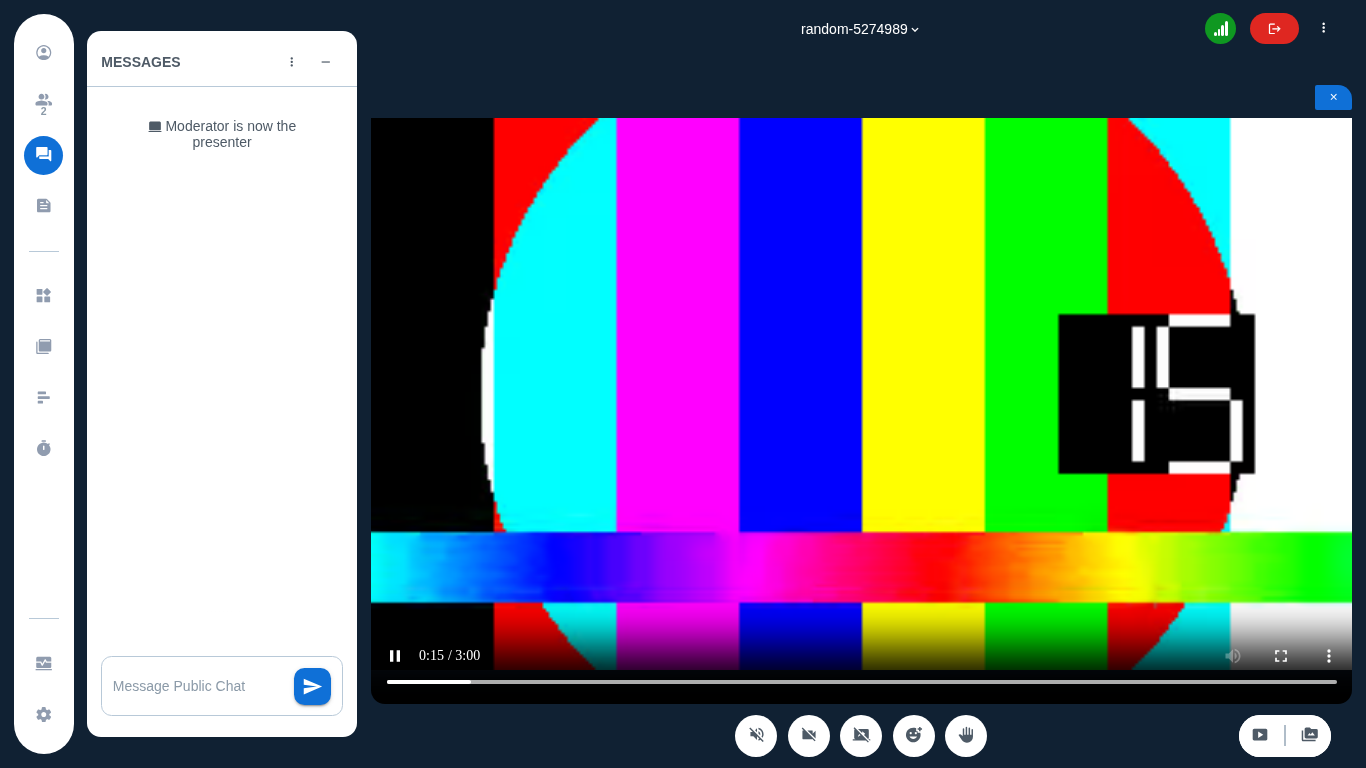 random-5274989
MESSAGES
2
Moderator is now the
presenter
15
0:15 / 3:00
Message Public Chat